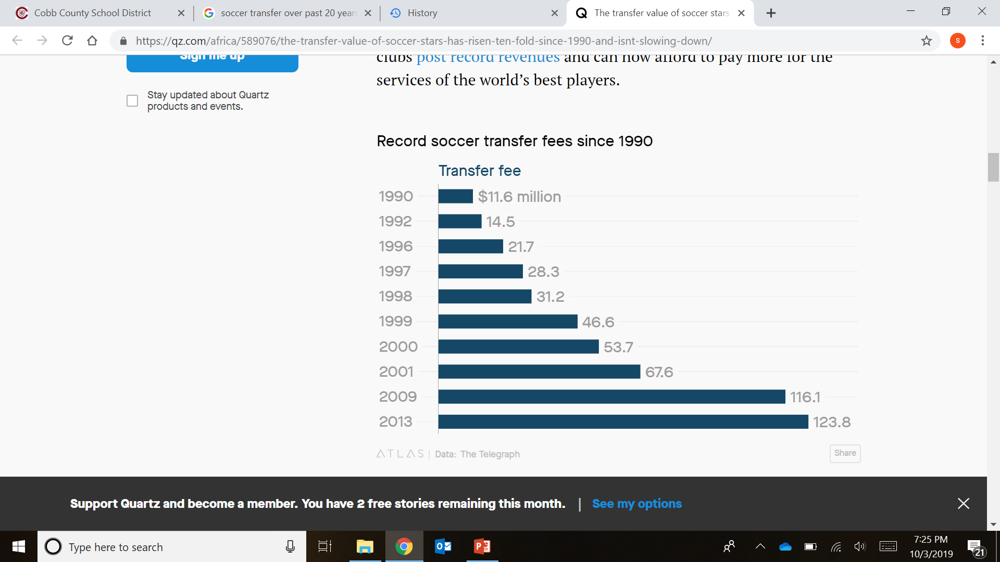 Cobb County School District
soccer transfer over past 20 years
History
The transfer value of soccer stars
https://qz.com/africa/589076/the-transfer-value-of-soccer-stars-has-risen-ten-fold-since-1990-and-isnt-slowing-down/
S
Sign me up
clubs post record revenues and can now afford to pay more for the
services of the world’s best players.
Stay updated about Quartz
products and events.
Record soccer transfer fees since 1990
Transfer fee
1990 $11.6 million
1992 14.5
1996 21.7
1997 28.3
1998 31.2
1999 46.6
2000 53.7
2001 67.6
2009 116.1
2013 123.8
ATLAS | Data: The Telegraph
Share
Support Quartz and become a member. You have 2 free stories remaining this month. | See my options
Type here to search
7:25 PM
10/3/2019
21